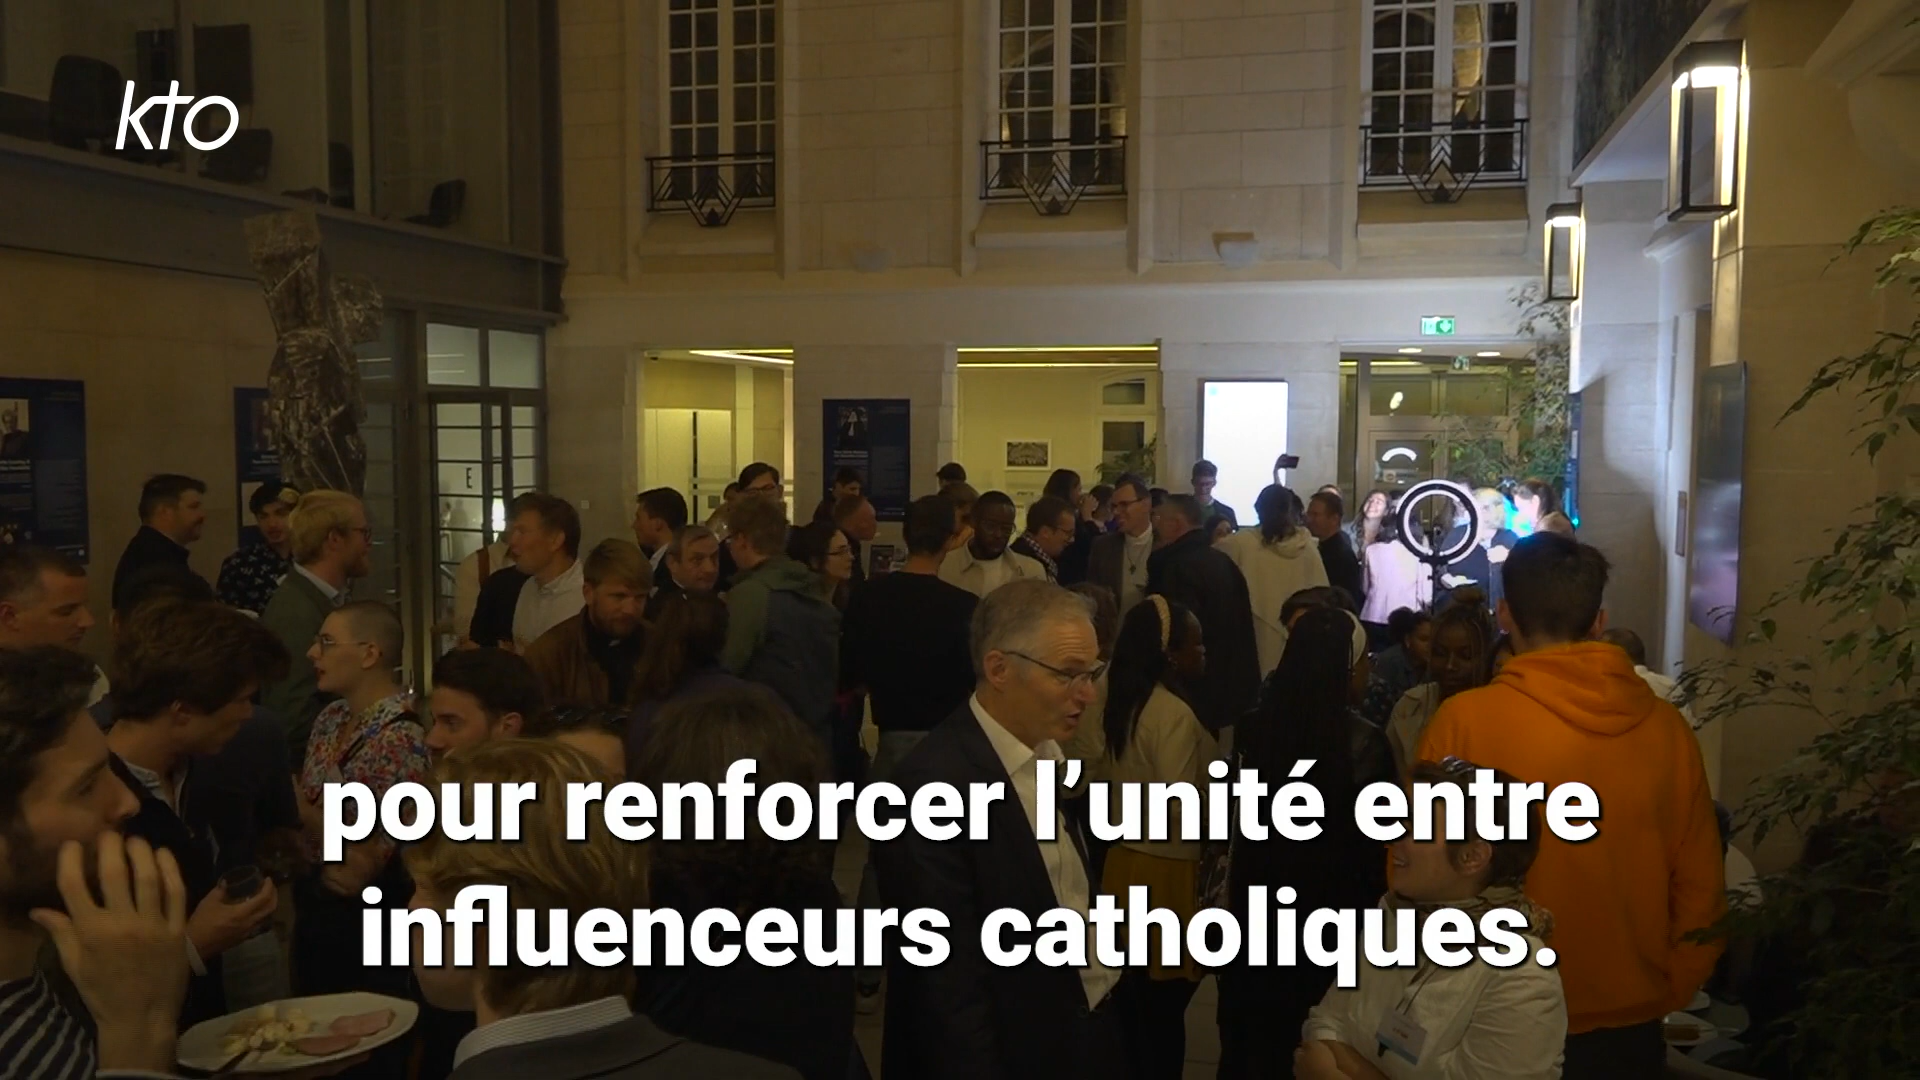 kto
E
pour renforcer l’unité entre
influenceurs catholiques.